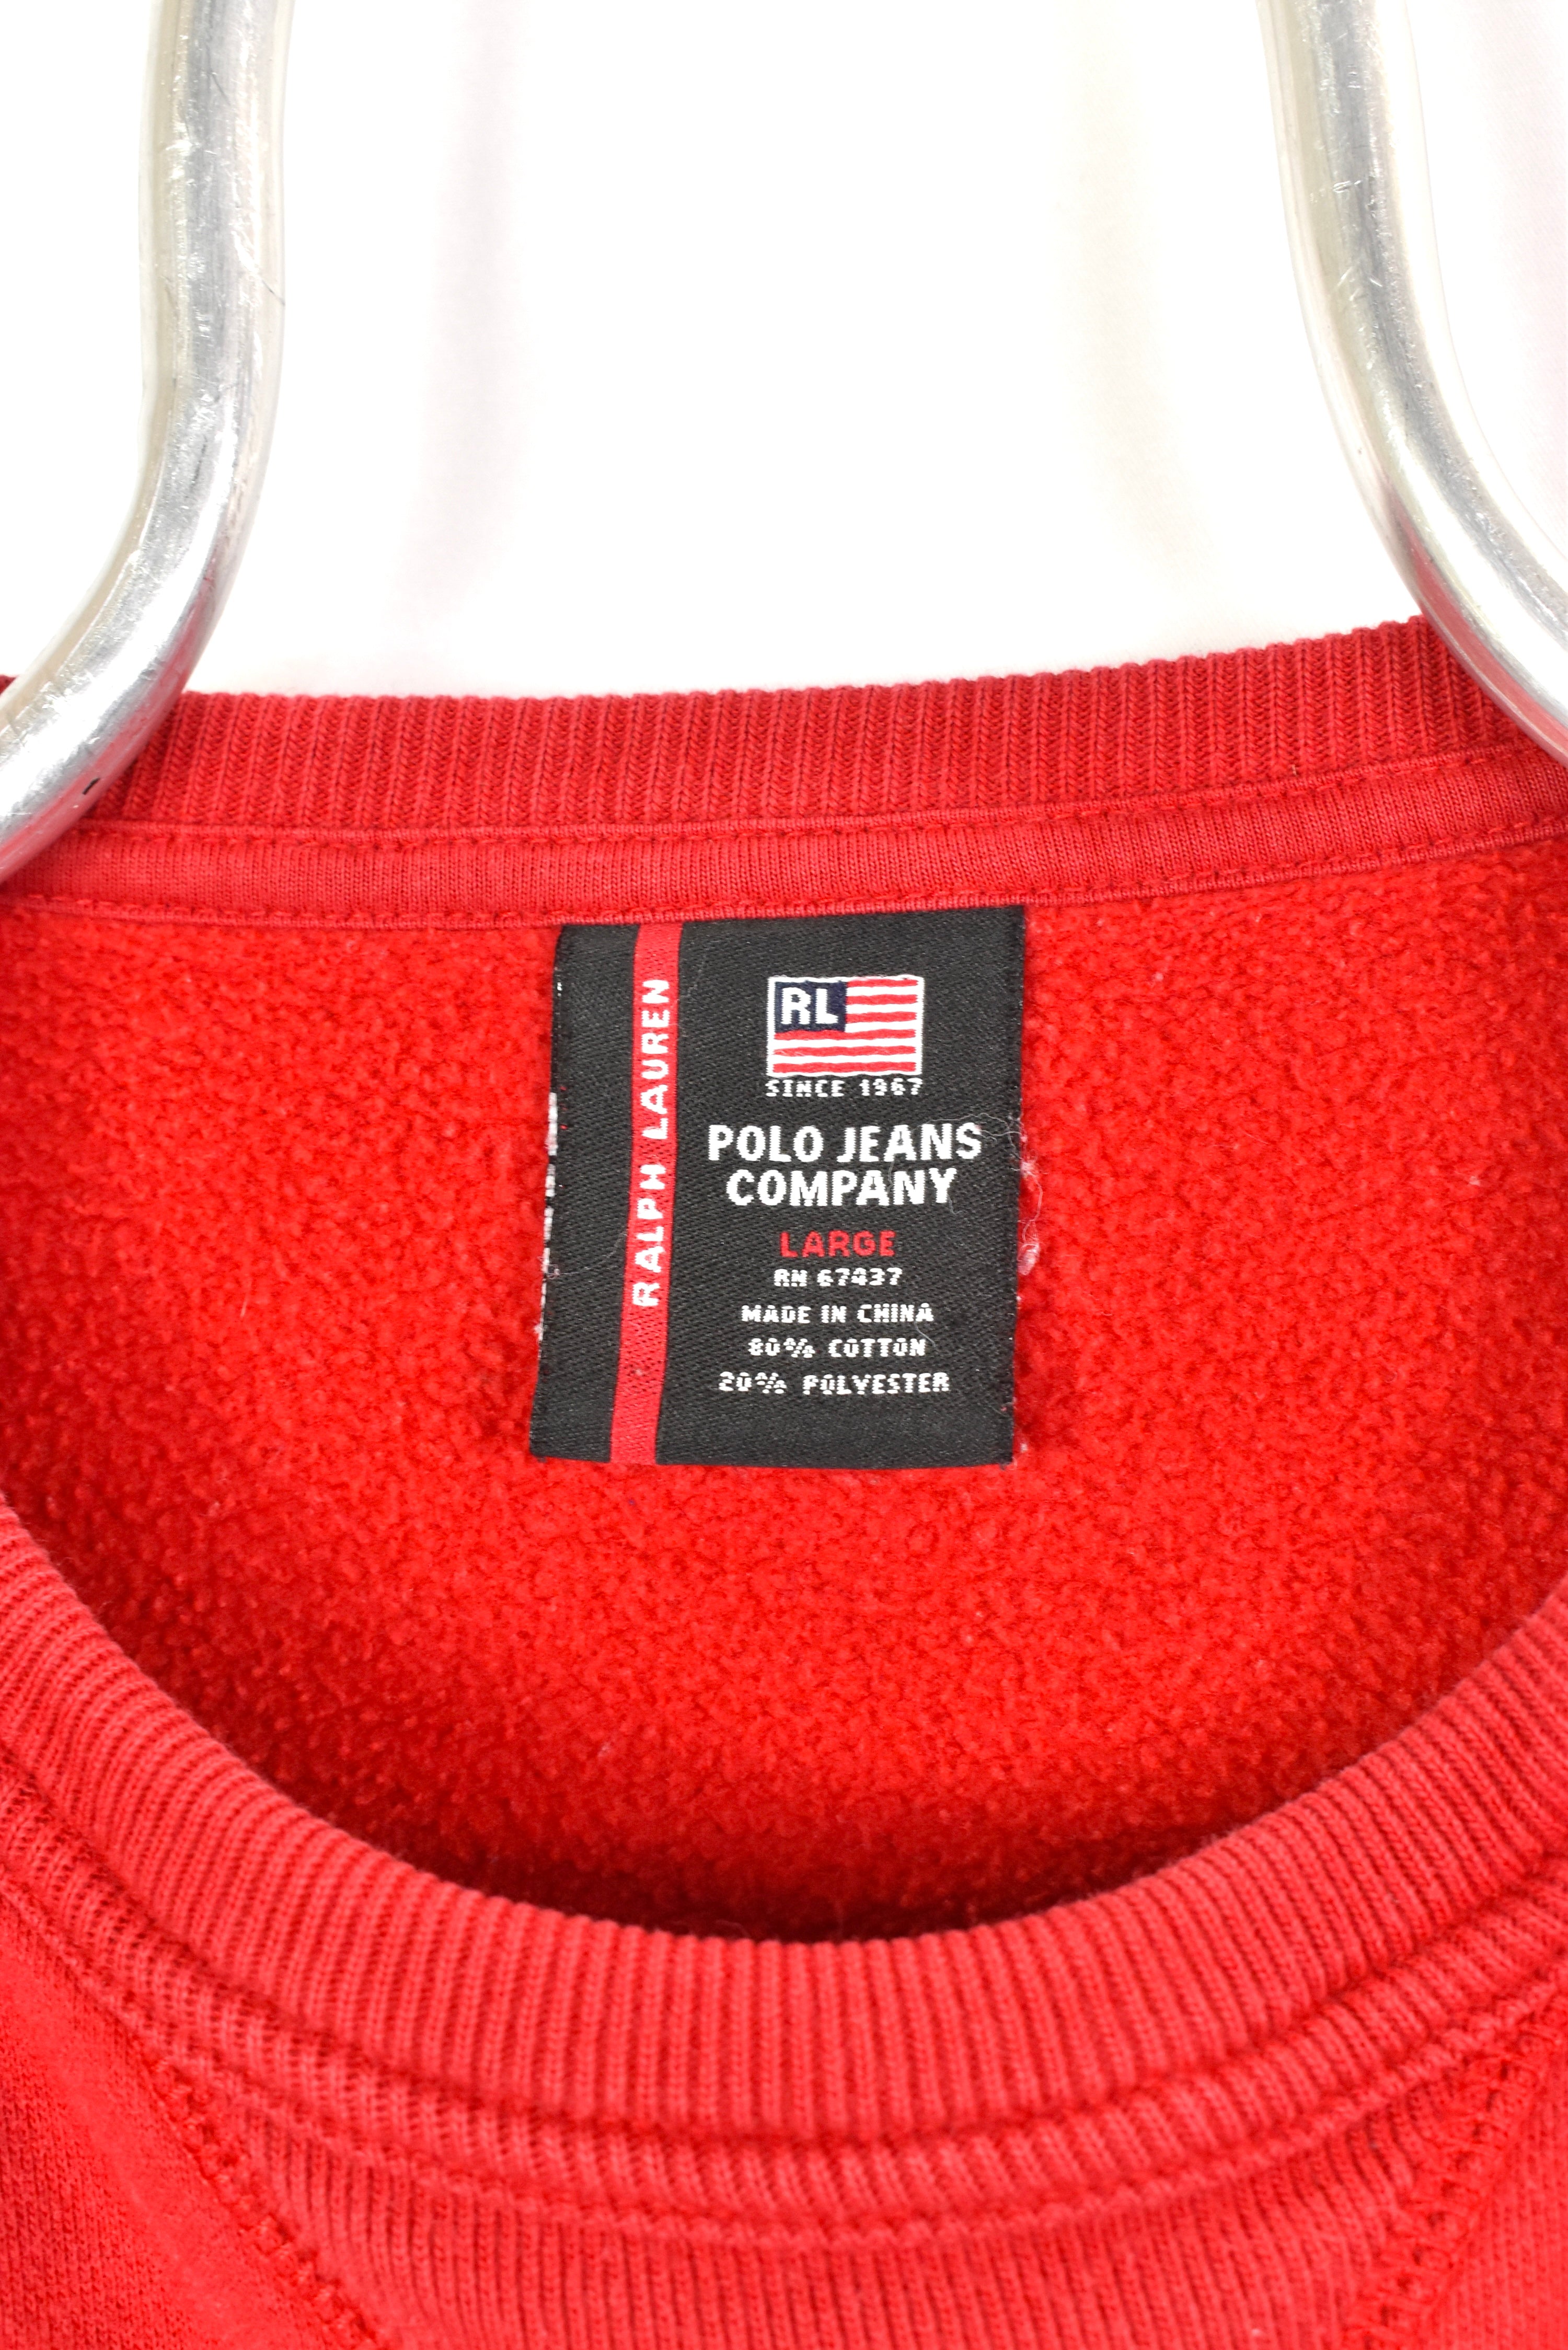 RALPH LAUREN
RL
SINCE 1967
POLO JEANS
COMPANY
LARGE
RN 67437
MADE IN CHINA
80% COTTON
20% POLYESTER